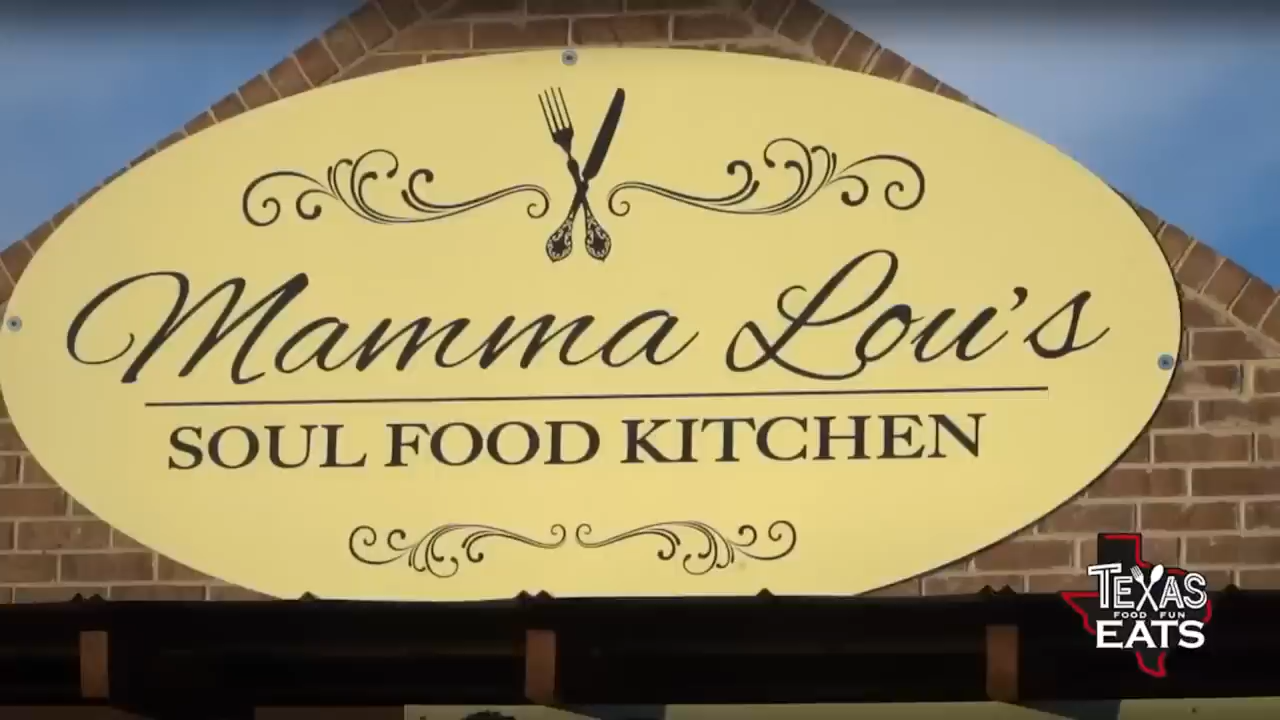 Mamma Lou's
SOUL FOOD KITCHEN
TEXAS
FOOD FUN
EATS